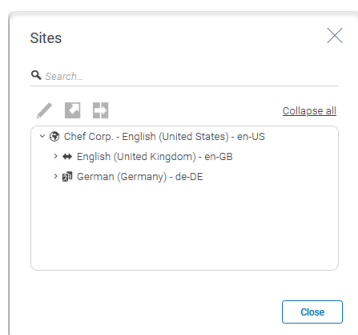 Sites
Search...
Collapse all
Chef Corp. - English (United States) - en-US
English (United Kingdom) - en-GB
German (Germany) - de-DE
Close